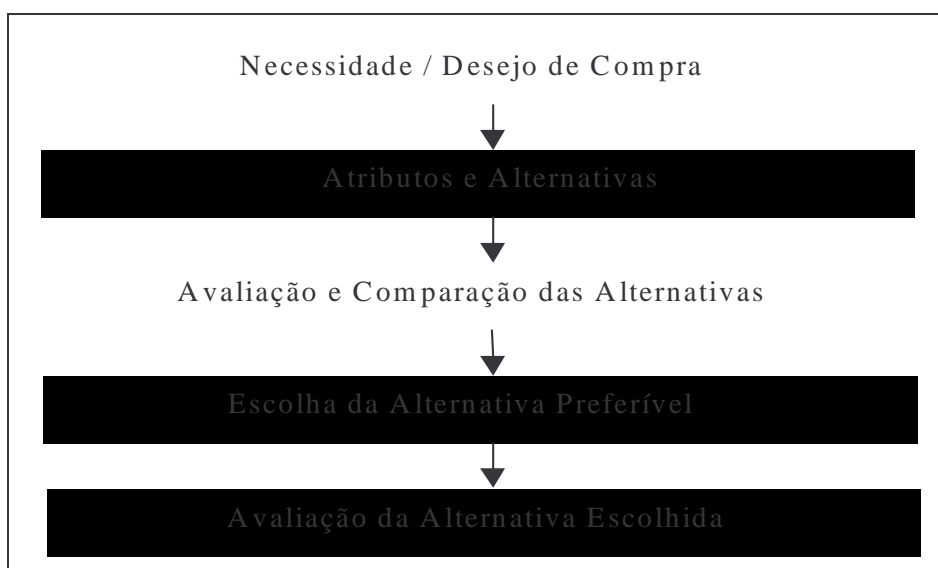 Necessidade / Desejo de Compra
Atributos e Alternativas
Avaliação e Comparação das Alternativas
Escolha da Alternativa Preferível
Avaliação da Alternativa Escolhida